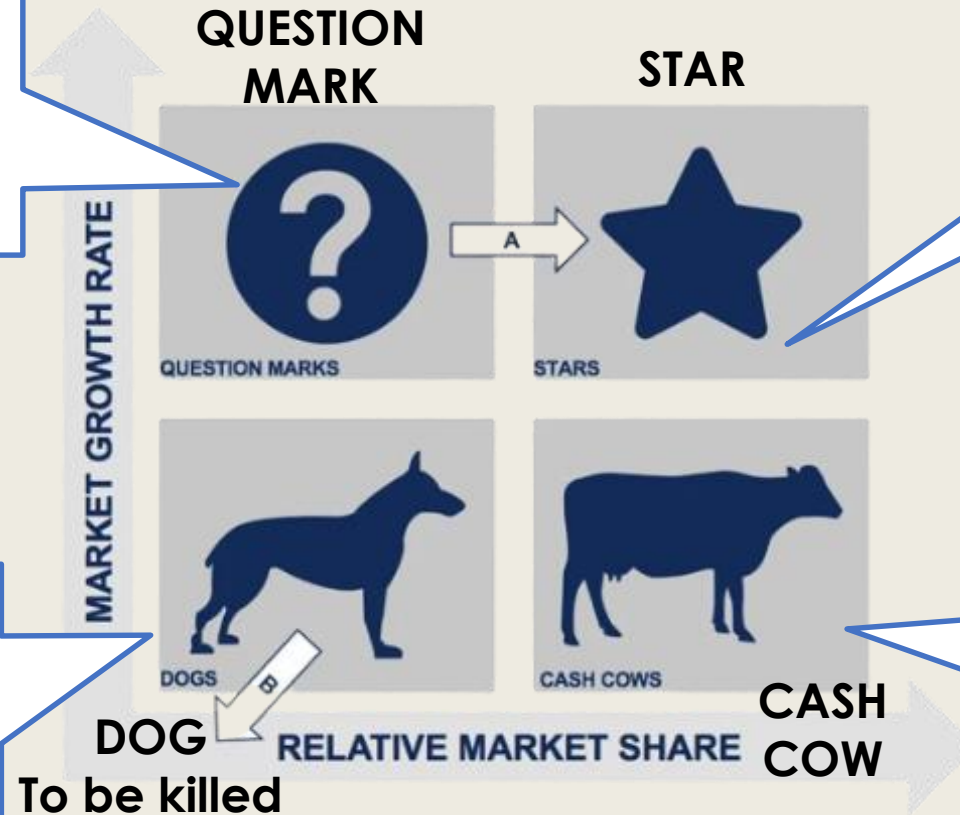 QUESTION
MARK
STAR
?
A
MARKET GROWTH RATE
QUESTION MARKS
STARS
DOGS
B
CASH COWS
DOG
To be killed
RELATIVE MARKET SHARE
CASH
COW